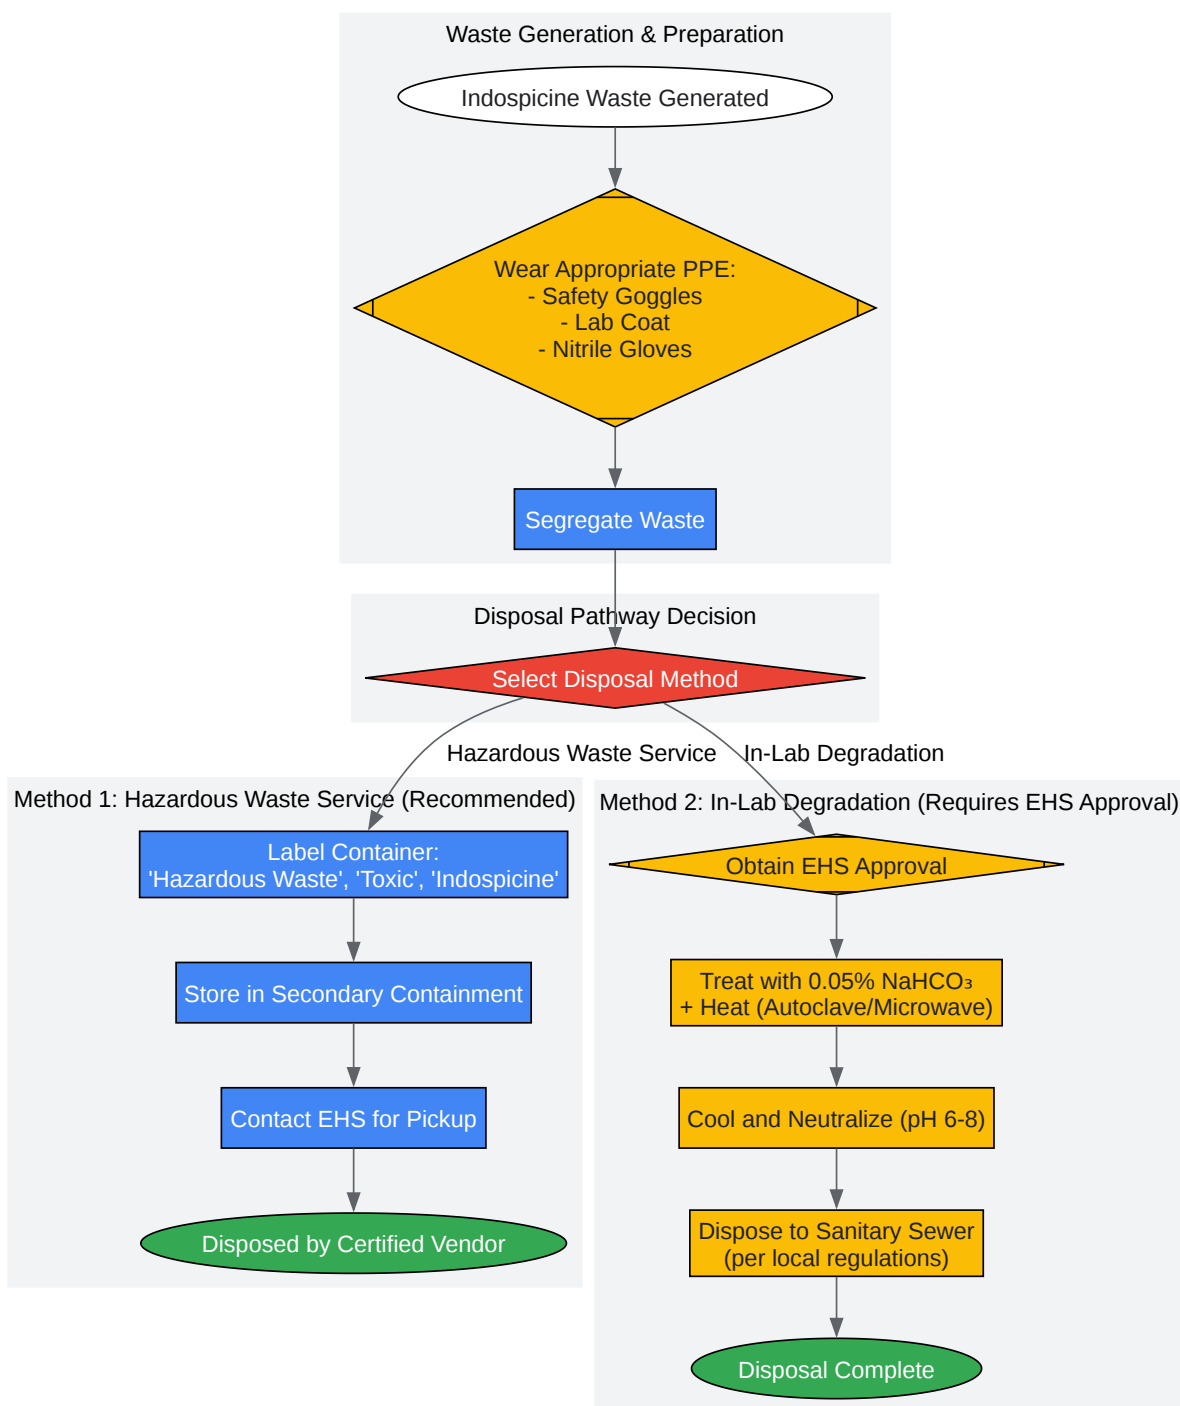 Waste Generation & Preparation
Indospicine Waste Generated
Wear Appropriate PPE:
- Safety Goggles
- Lab Coat
- Nitrile Gloves
Segregate Waste
Disposal Pathway Decision
Select Disposal Method
Hazardous Waste Service
In-Lab Degradation
Method 1: Hazardous Waste Service (Recommended)
Label Container:
'Hazardous Waste', 'Toxic', 'Indospicine'
Store in Secondary Containment
Contact EHS for Pickup
Disposed by Certified Vendor
Method 2: In-Lab Degradation (Requires EHS Approval)
Obtain EHS Approval
Treat with 0.05% NaHCO₃
+ Heat (Autoclave/Microwave)
Cool and Neutralize (pH 6-8)
Dispose to Sanitary Sewer
(per local regulations)
Disposal Complete